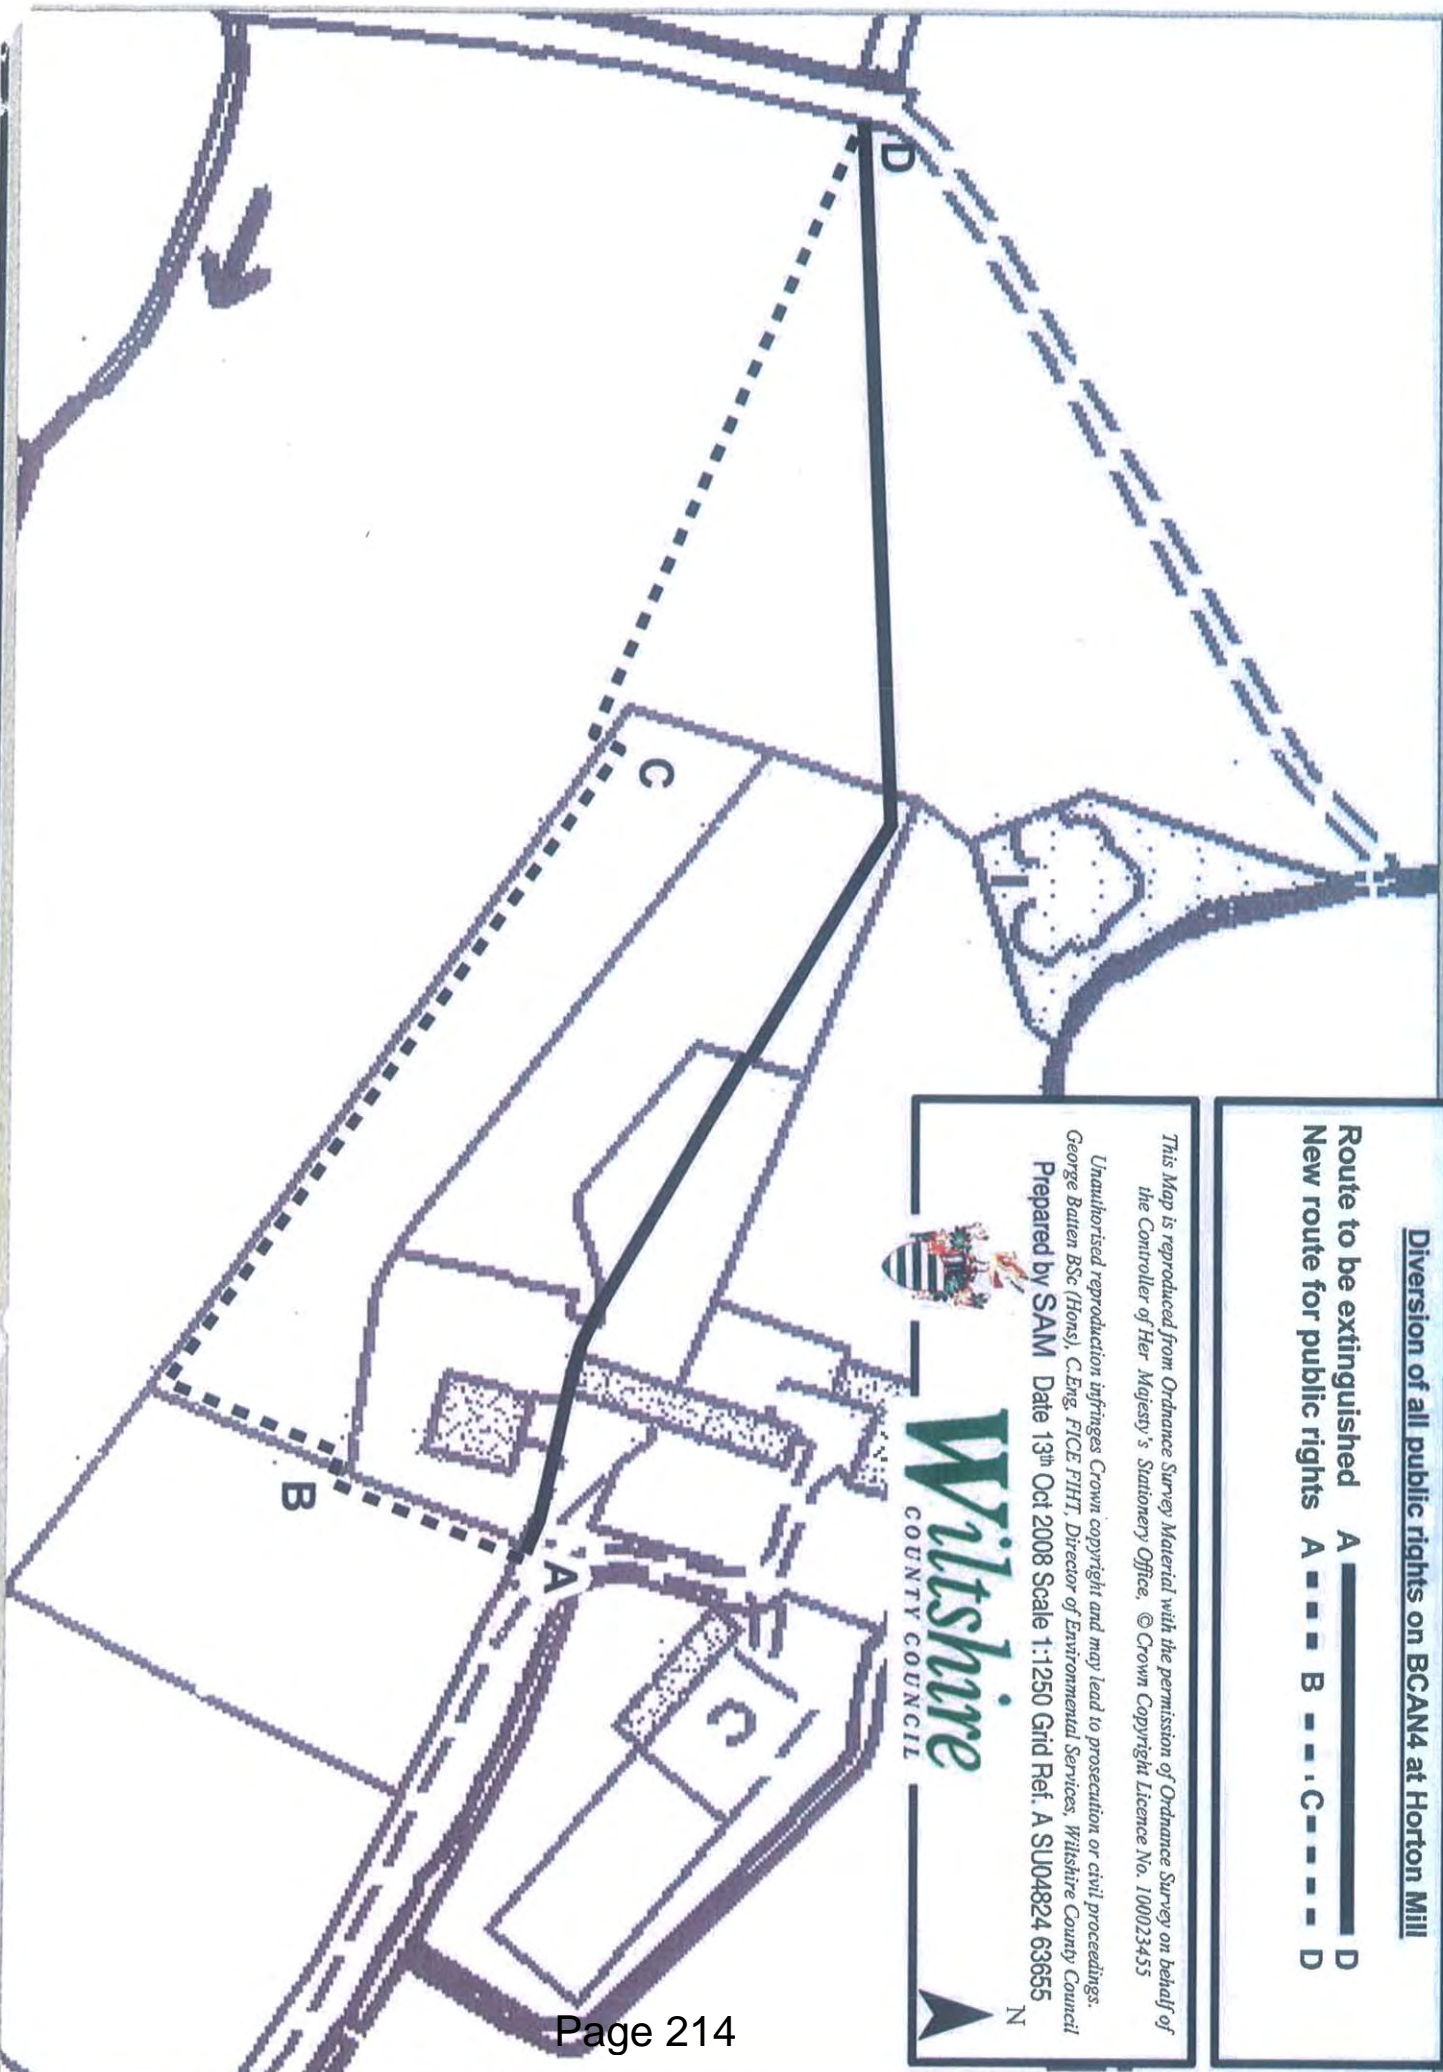 Diversion of all public rights on BCAN4 at Horton Mill
Route to be extinguished A D
New route for public rights A B C D
This Map is reproduced from Ordnance Survey Material with the permission of Ordnance Survey on behalf of
the Controller of Her Majesty's Stationery Office, © Crown Copyright Licence No. 100023455
Unauthorised reproduction infringes Crown copyright and may lead to prosecution or civil proceedings.
George Batten BSc (Hons), C.Eng, FICE FIHT, Director of Environmental Services, Wiltshire County Council
Prepared by SAM Date 13th Oct 2008 Scale 1:1250 Grid Ref. A SU04824 63655
N
Wiltshire
COUNTY COUNCIL
D
C
B
A
Page 214